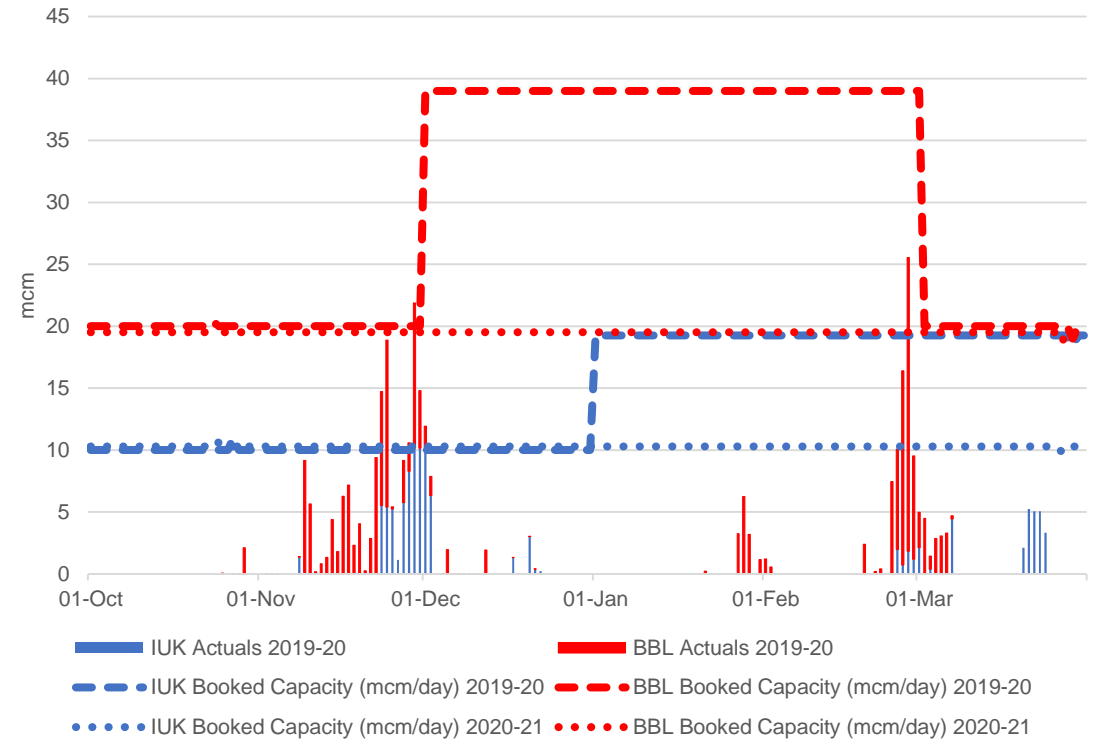 45
40
35
30
25
20
15
10
5
0
mcm
01-Oct 01-Nov 01-Dec 01-Jan 01-Feb 01-Mar
IUK Actuals 2019-20 BBL Actuals 2019-20
IUK Booked Capacity (mcm/day) 2019-20 BBL Booked Capacity (mcm/day) 2019-20
IUK Booked Capacity (mcm/day) 2020-21 BBL Booked Capacity (mcm/day) 2020-21